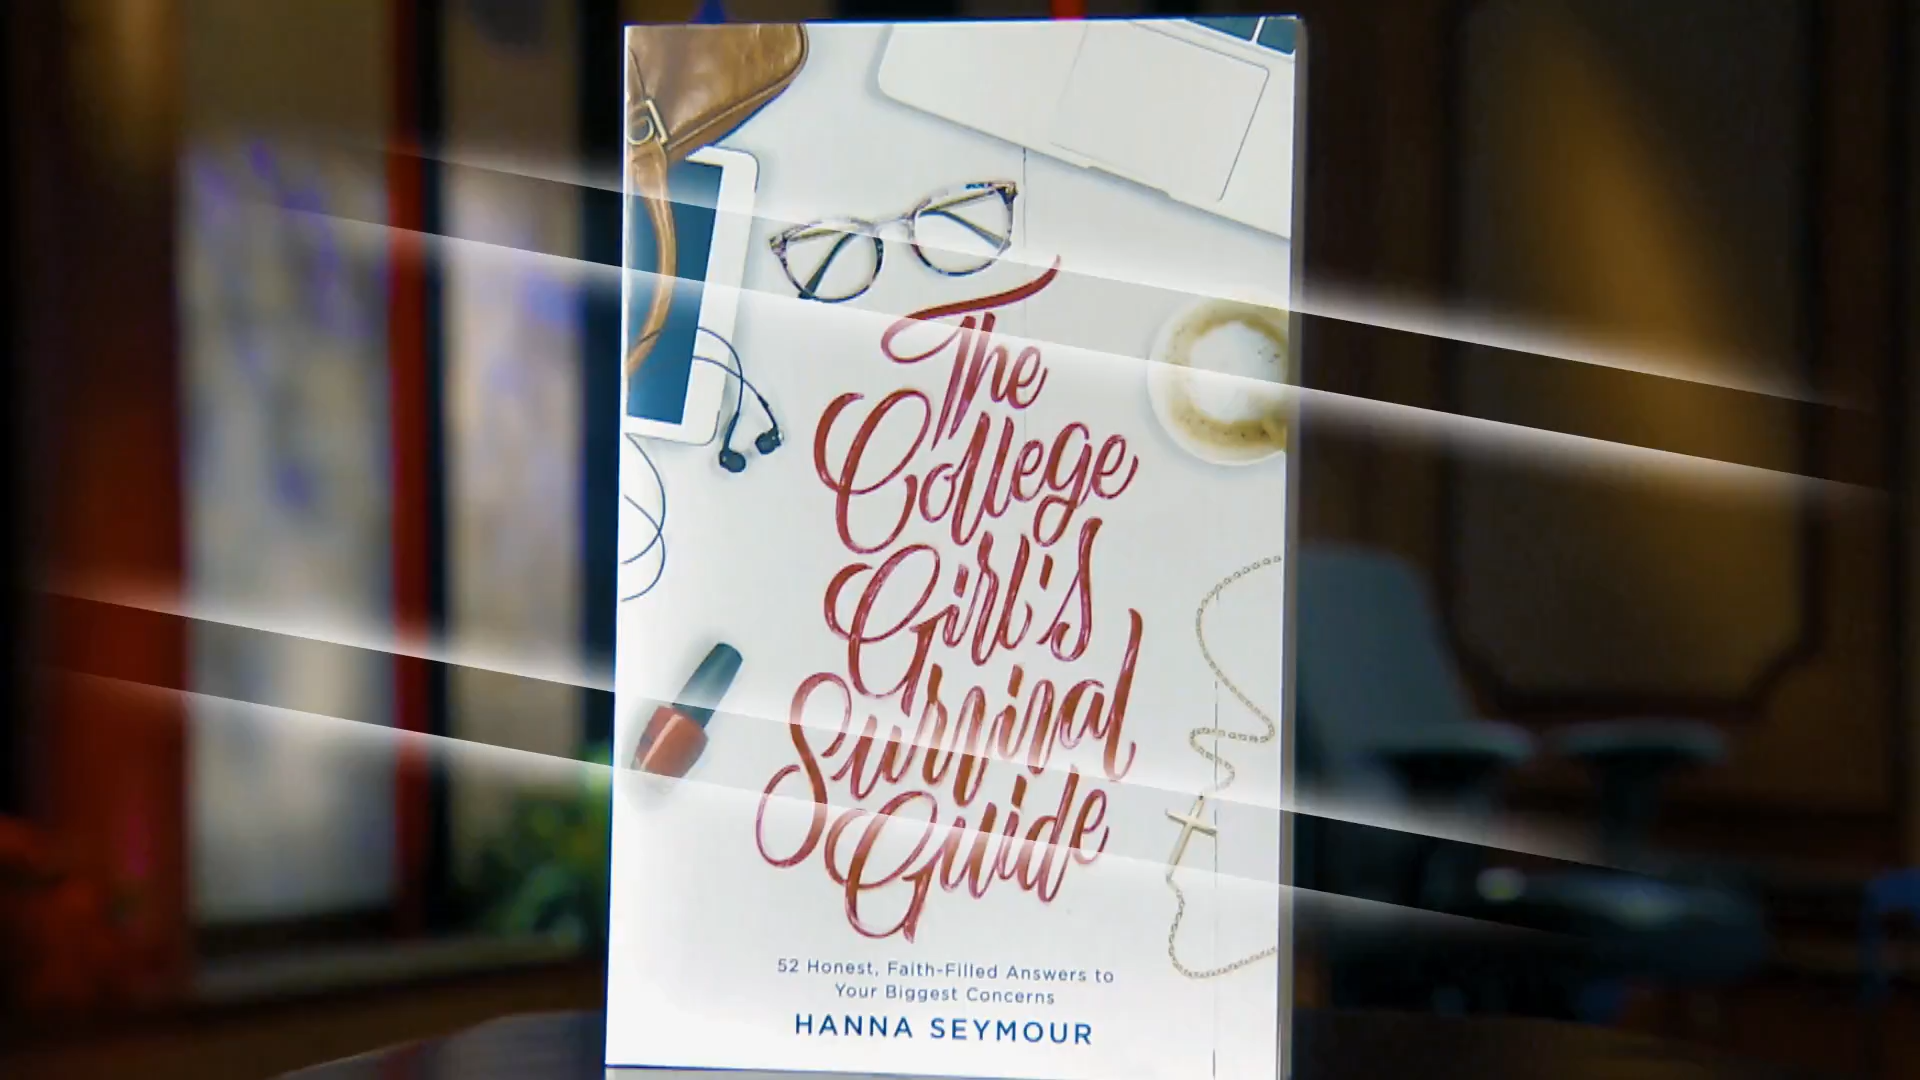 The
College
Girl's
Survival
Guide
52 Honest, Faith-Filled Answers to
Your Biggest Concerns
HANNA SEYMOUR